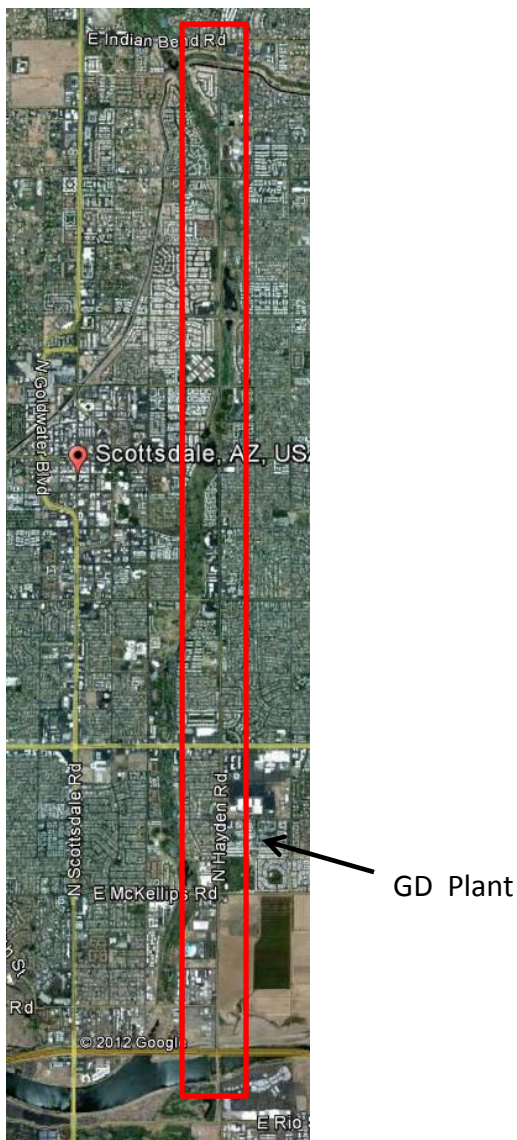 E Indian Bend Rd
N Goldwater Blvd
Scottsdale, AZ, USA
N Scottsdale Rd
N Hayden Rd
GD Plant
E McKellips Rd
Rd
© 2012 Google
E Rio